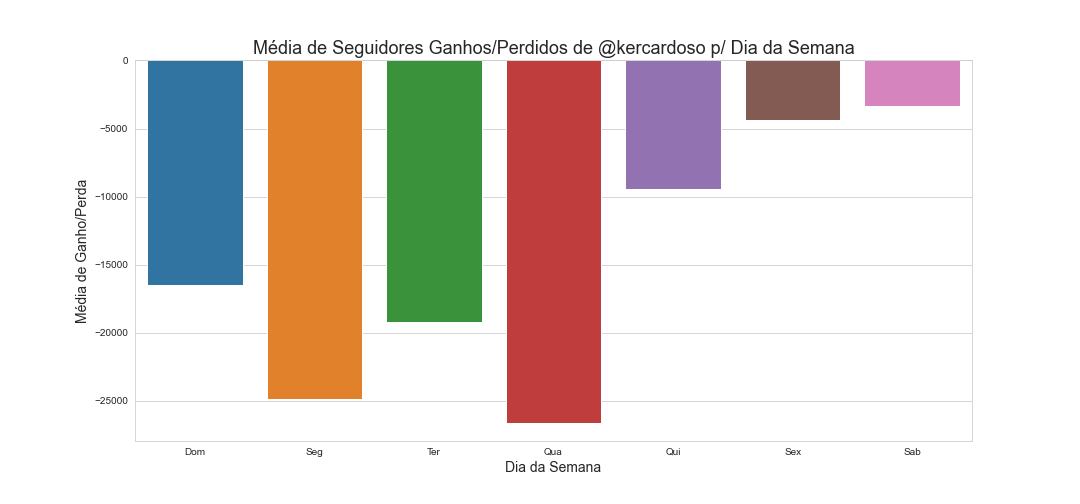 Média de Seguidores Ganhos/Perdidos de @kercardoso p/ Dia da Semana
Média de Ganho/Perda
0
−5000
−10000
−15000
−20000
−25000
Dom Seg Ter Qua Qui Sex Sab
Dia da Semana